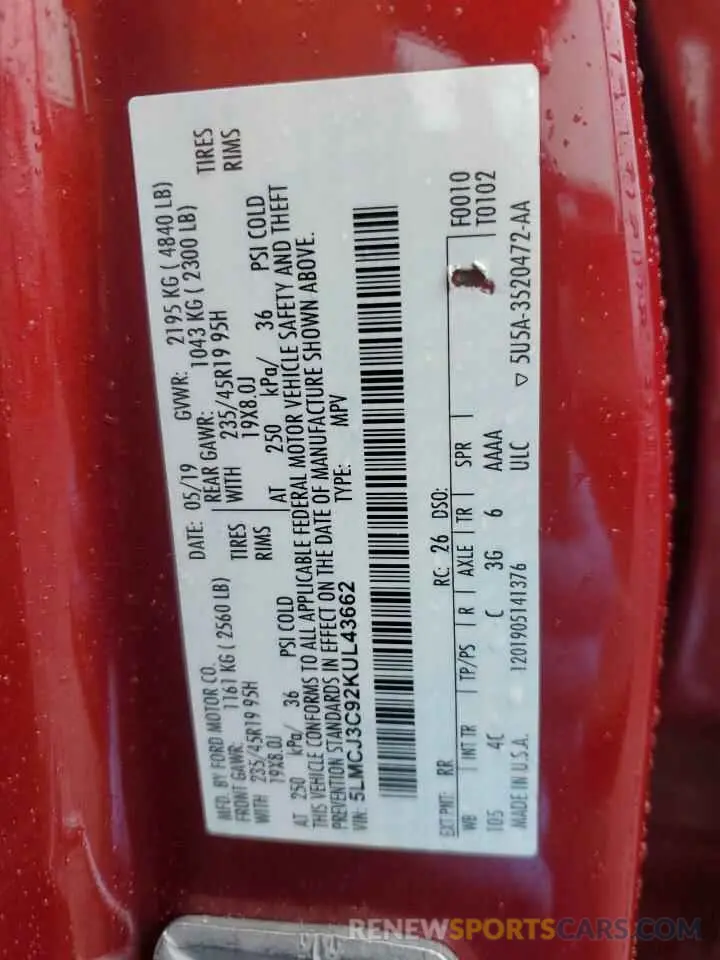 MFD. BY FORD MOTOR CO.
DATE: 05/19 GVWR: 2195 KG ( 4840 LB)
FRONT GAWR: 1161 KG ( 2560 LB) REAR GAWR: 1043 KG ( 2300 LB)
WITH 235/45R19 95H TIRES WITH 235/45R19 95H TIRES
19X8.0J RIMS 19X8.0J RIMS
AT 250 kPa/ 36 PSI COLD AT 250 kPa/ 36 PSI COLD
THIS VEHICLE CONFORMS TO ALL APPLICABLE FEDERAL MOTOR VEHICLE SAFETY AND THEFT
PREVENTION STANDARDS IN EFFECT ON THE DATE OF MANUFACTURE SHOWN ABOVE.
VIN: 5LMCJ3C92KUL43662 TYPE: MPV
EXT PNT: RR RC: 26 DSO: F0010
WB INT TR TP/PS R AXLE TR SPR T0102
105 4C C 3G 6 AAAA
MADE IN U.S.A. 1201905141376 ULC ▽ 5U5A-3520472-AA
RENEWSPORTSCARS.COM